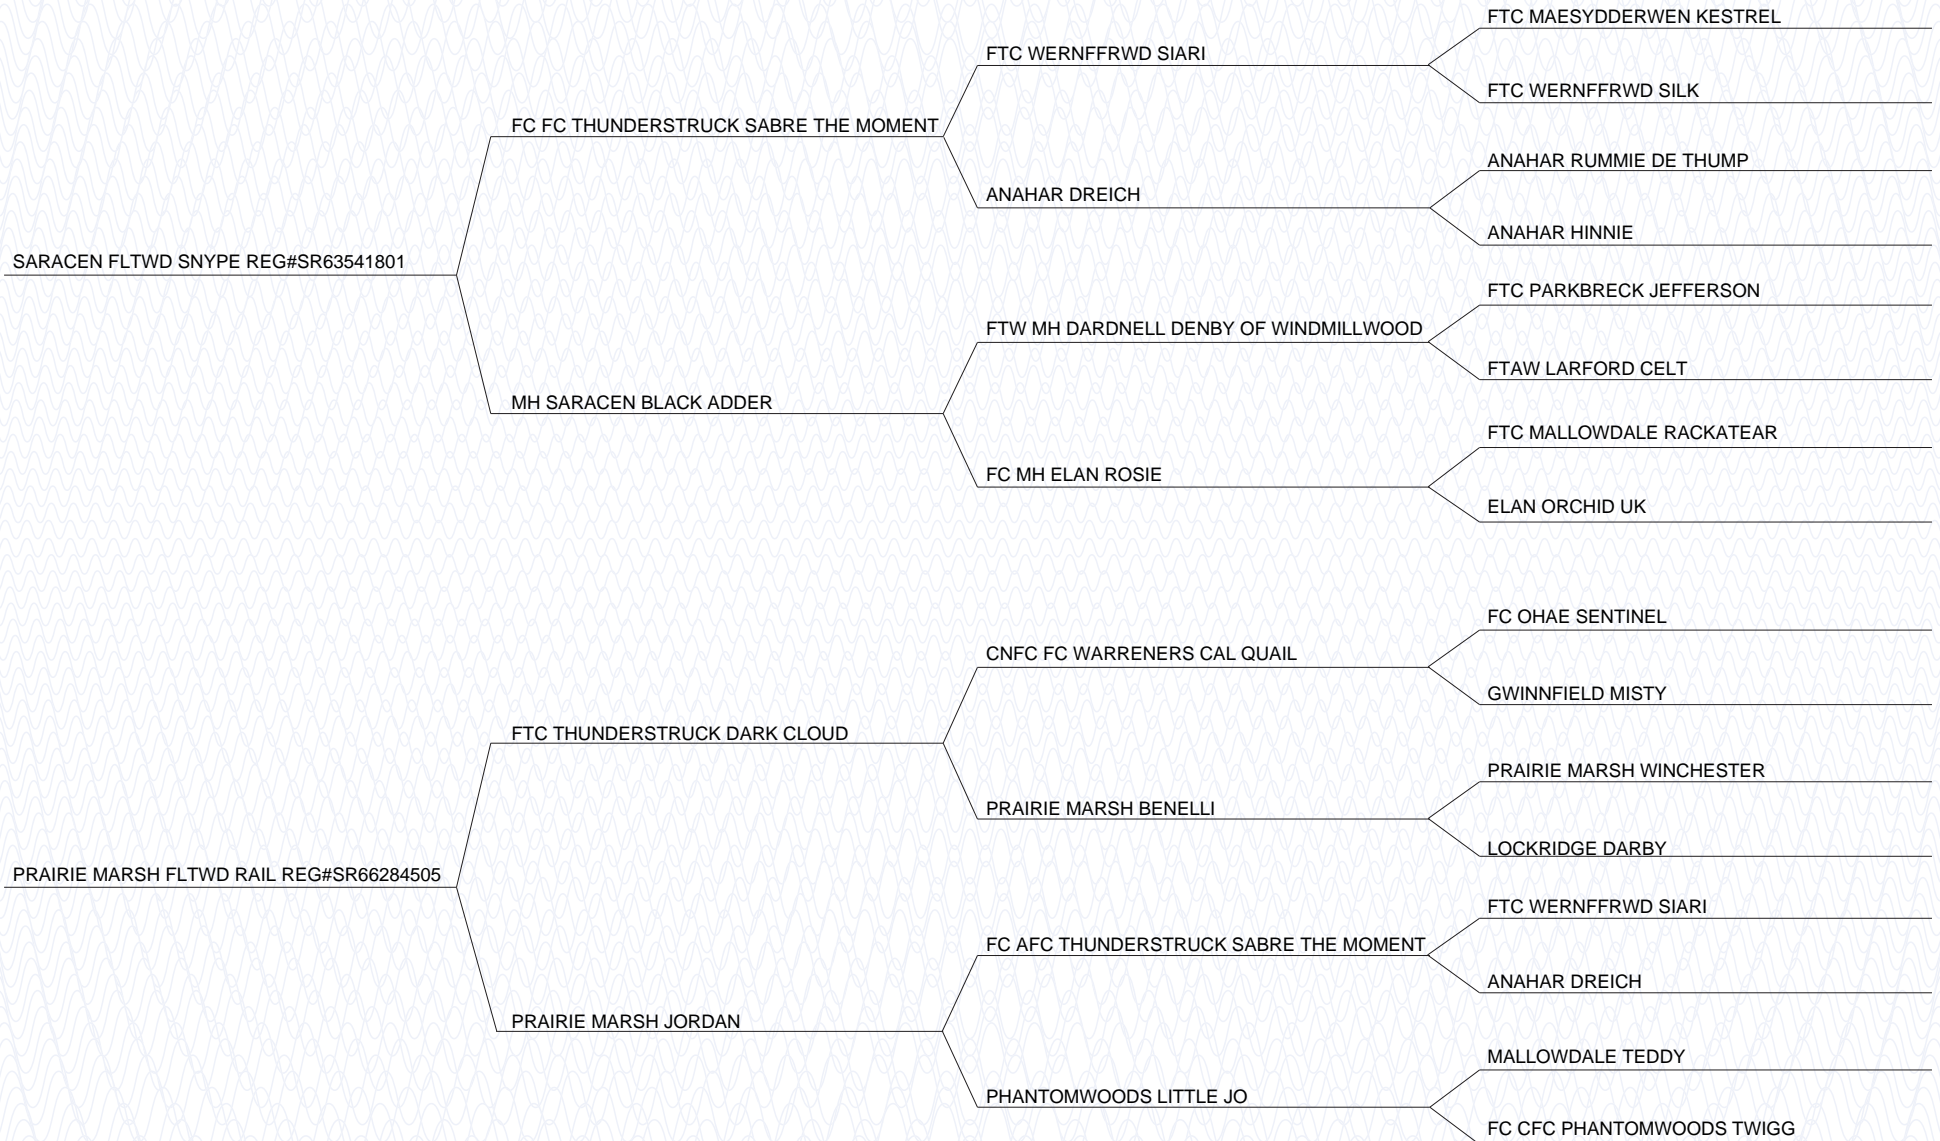 FTC MAESYDDERWEN KESTREL
FTC WERNFFRWD SIARI
FTC WERNFFRWD SILK
FC FC THUNDERSTRUCK SABRE THE MOMENT
ANAHAR RUMMIE DE THUMP
ANAHAR DREICH
ANAHAR HINNIE
SARACEN FLTWD SNYPE REG#SR63541801
FTC PARKBRECK JEFFERSON
FTW MH DARDNELL DENBY OF WINDMILLWOOD
FTAW LARFORD CELT
MH SARACEN BLACK ADDER
FTC MALLOWDALE RACKATEAR
FC MH ELAN ROSIE
ELAN ORCHID UK
FC OHAE SENTINEL
CNFC FC WARRENERS CAL QUAIL
GWINNFIELD MISTY
FTC THUNDERSTRUCK DARK CLOUD
PRAIRIE MARSH WINCHESTER
PRAIRIE MARSH BENELLI
LOCKRIDGE DARBY
PRAIRIE MARSH FLTWD RAIL REG#SR66284505
FTC WERNFFRWD SIARI
FC AFC THUNDERSTRUCK SABRE THE MOMENT
ANAHAR DREICH
PRAIRIE MARSH JORDAN
MALLOWDALE TEDDY
PHANTOMWOODS LITTLE JO
FC CFC PHANTOMWOODS TWIGG